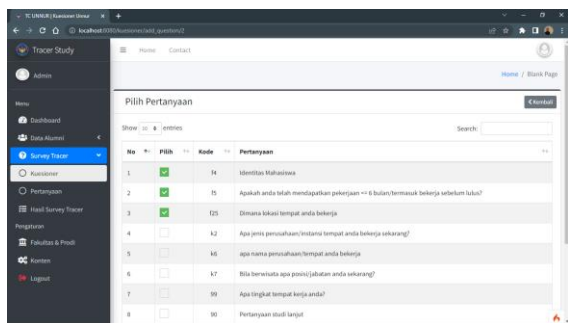 TC UNNUR | Kuesioner Unnur
localhost:8080/kuesioner/add_question/2
Tracer Study
Home Contact
Admin
Home / Blank Page
Menu
Dashboard
Data Alumni
Survey Tracer
Kuesioner
Pertanyaan
Hasil Survey Tracer
Pengaturan
Fakultas & Prodi
Konten
Logout
Pilih Pertanyaan
Kembali
Show 10 entries
Search:
No Pilih Kode Pertanyaan
1 f4 Identitas Mahasiswa
2 f5 Apakah anda telah mendapatkan pekerjaan <= 6 bulan/termasuk bekerja sebelum lulus?
3 f25 Dimana lokasi tempat anda bekerja
4 k2 Apa jenis perusahaan/instansi tempat anda bekerja sekarang?
5 k6 apa nama perusahaan/tempat anda bekerja
6 k7 Bila berwisata apa posisi/jabatan anda sekarang?
7 99 Apa tingkat tempat kerja anda?
8 90 Pertanyaan studi lanjut